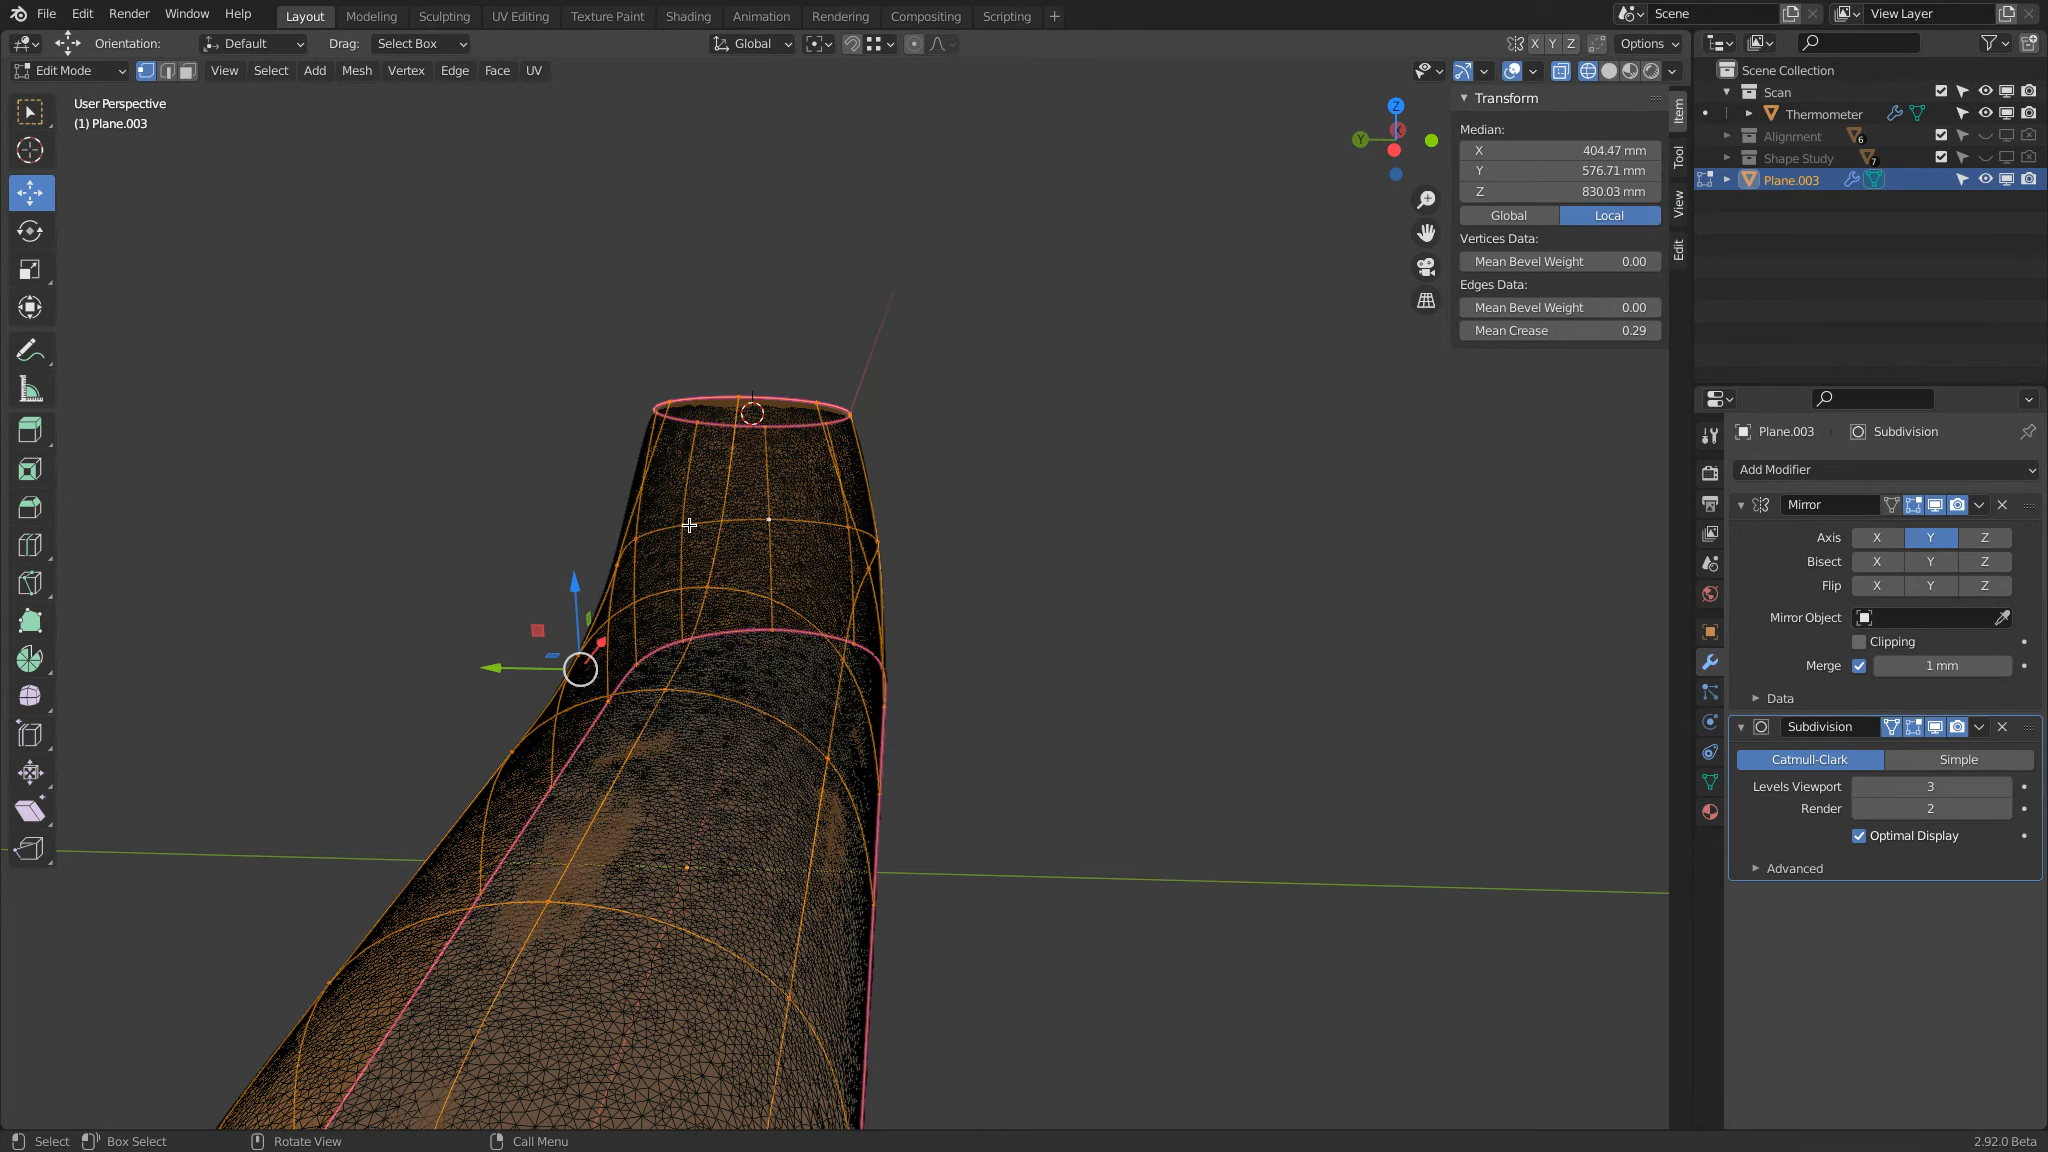 File Edit Render Window Help Layout Modeling Sculpting UV Editing Texture Paint Shading Animation Rendering Compositing Scripting + Scene View Layer
Orientation: Default Drag: Select Box Global X Y Z Options
Edit Mode View Select Add Mesh Vertex Edge Face UV
User Perspective
(1) Plane.003
Z
Y
X
Transform
Median:
X 404.47 mm
Y 576.71 mm
Z 830.03 mm
Global Local
Vertices Data:
Mean Bevel Weight 0.00
Edges Data:
Mean Bevel Weight 0.00
Mean Crease 0.29
Item
Tool
View
Edit
Scene Collection
Scan
Thermometer
Alignment 6
Shape Study 7
Plane.003
Plane.003 Subdivision
Add Modifier
Mirror
Axis X Y Z
Bisect X Y Z
Flip X Y Z
Mirror Object
Clipping
Merge 1 mm
Data
Subdivision
Catmull-Clark Simple
Levels Viewport 3
Render 2
Optimal Display
Advanced
Select Box Select Rotate View Call Menu 2.92.0 Beta